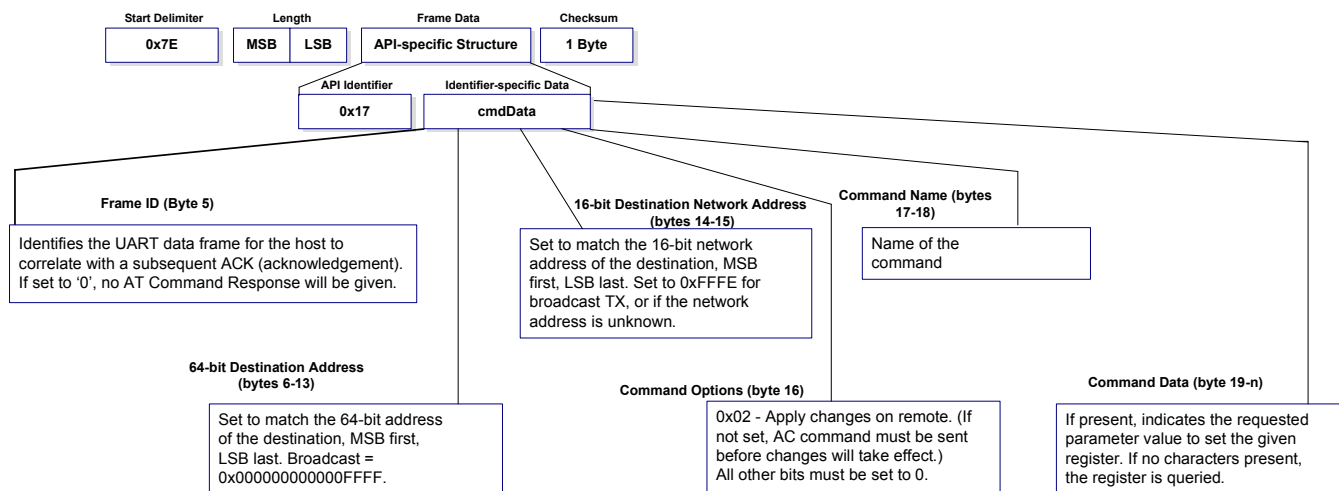 Start Delimiter
Length
Frame Data
Checksum
0x7E
MSB
LSB
API-specific Structure
1 Byte
API Identifier
Identifier-specific Data
0x17
cmdData
Frame ID (Byte 5)
Identifies the UART data frame for the host to
correlate with a subsequent ACK (acknowledgement).
If set to ‘0’, no AT Command Response will be given.
16-bit Destination Network Address
(bytes 14-15)
Set to match the 16-bit network
address of the destination, MSB
first, LSB last. Set to 0xFFFE for
broadcast TX, or if the network
address is unknown.
Command Name (bytes
17-18)
Name of the
command
64-bit Destination Address
(bytes 6-13)
Set to match the 64-bit address
of the destination, MSB first,
LSB last. Broadcast =
0x000000000000FFFF.
Command Options (byte 16)
0x02 - Apply changes on remote. (If
not set, AC command must be sent
before changes will take effect.)
All other bits must be set to 0.
Command Data (byte 19-n)
If present, indicates the requested
parameter value to set the given
register. If no characters present,
the register is queried.